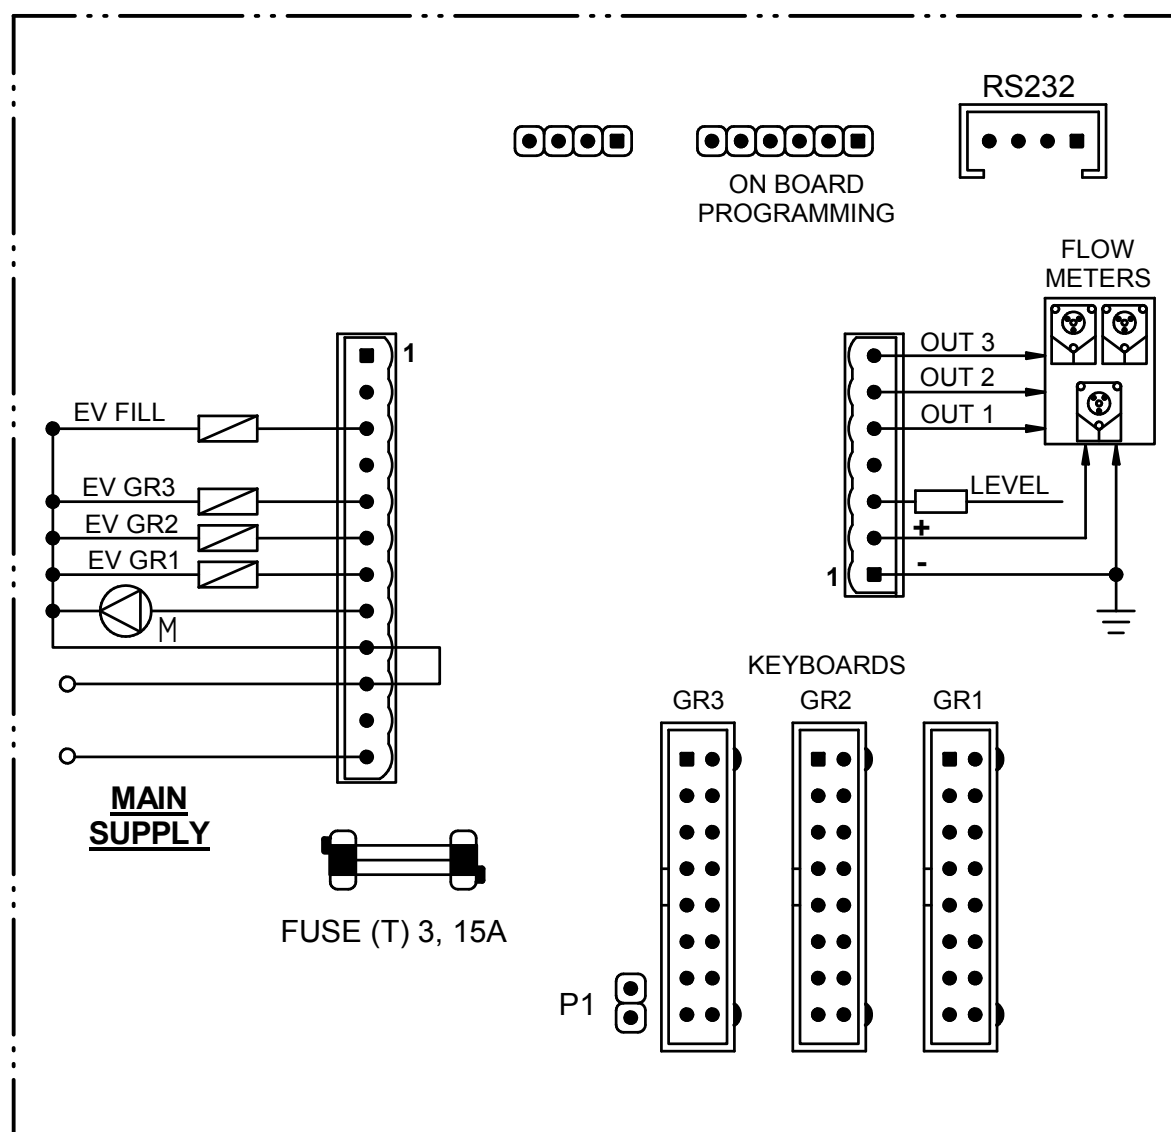 RS232
ON BOARD
PROGRAMMING
FLOW
METERS
1
OUT 3
OUT 2
EV FILL
OUT 1
EV GR3
LEVEL
EV GR2
+
EV GR1
-
1
M
KEYBOARDS
GR3
GR2
GR1
MAIN
SUPPLY
FUSE (T) 3, 15A
P1